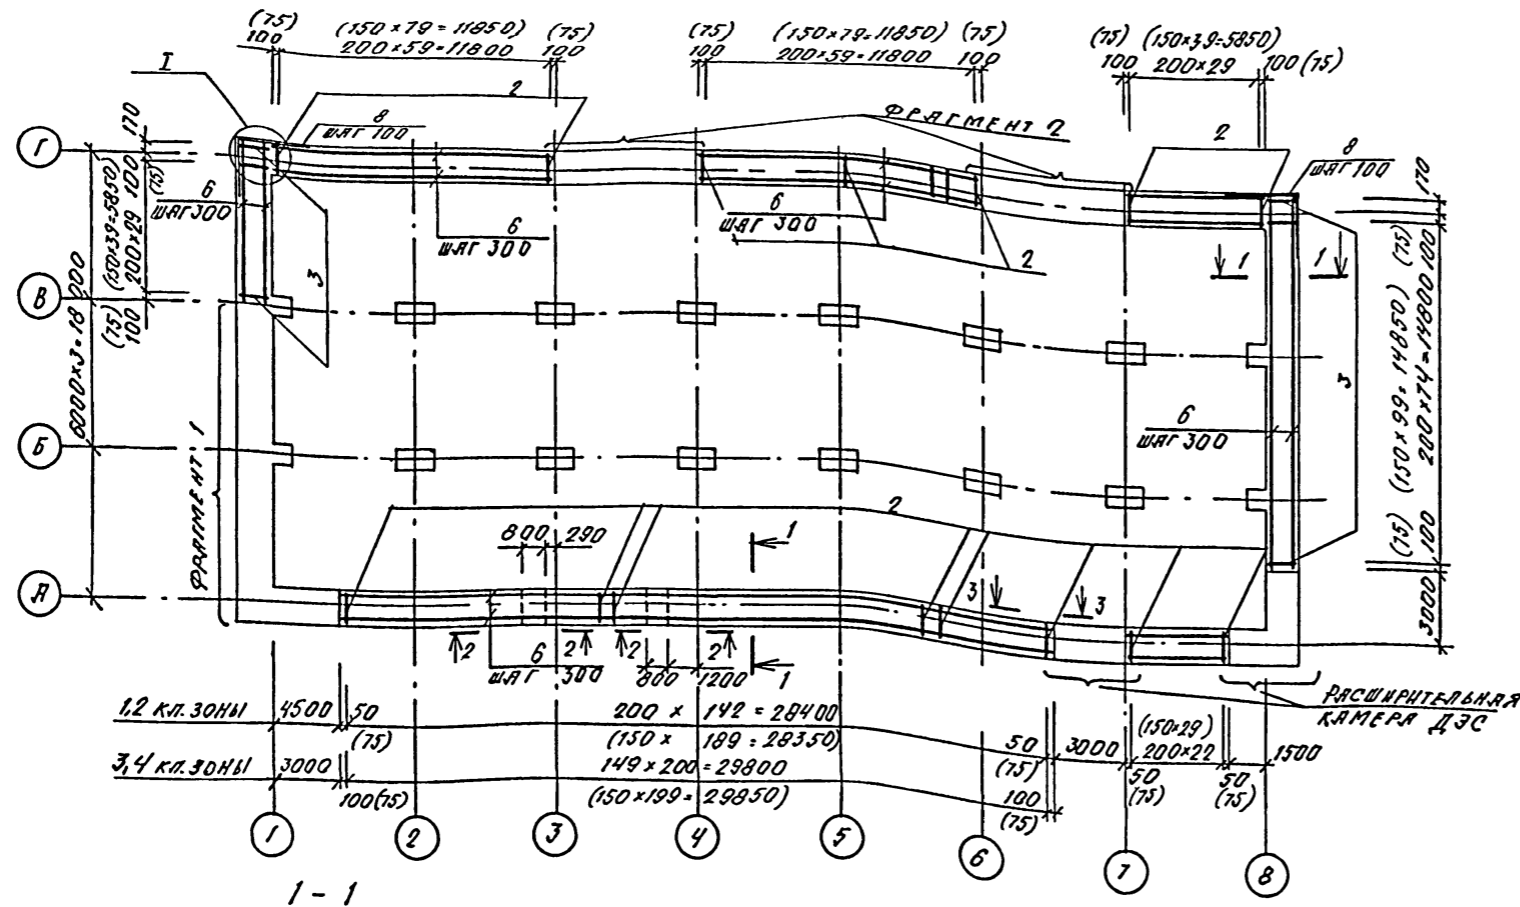 (75) (150×79=11850) (75) (75) (150×79=11850) (75) (75) (150×39=5850)
100 200×59=11800 100 100 200×59=11800 100 100 200×29 100 (75)
I
2
8
ШАГ 100
ФРАГМЕНТ 2
2
8
ШАГ 100
Г
170
100 (75)
200×29 (150×39=5850)
100 (75)
6000×3=18000
6
ШАГ 300
6
ШАГ 300
6
ШАГ 300
2
3
1 1
170
100 (75)
200×74=14800 (150×99=14850)
100 (75)
3000
3
В
6
ШАГ 300
Б
ФРАГМЕНТ 1
2
800 290
1
3 3
А
2 2 2 2
6
ШАГ 300
800 1200 1
РАСШИРИТЕЛЬНАЯ
КАМЕРА ДЭС
1,2 КЛ. ЗОНЫ 4500 50 200 × 142 = 28400 50 3000 (150×29) 1500
(75) (150 × 189 = 28350) (75) 200×22
3,4 КЛ. ЗОНЫ 3000 149 × 200 = 29800 50 50
100 (75) (150×199=29850) 100 (75) (75)
(75)
1 2 3 4 5 6 7 8
1 - 1